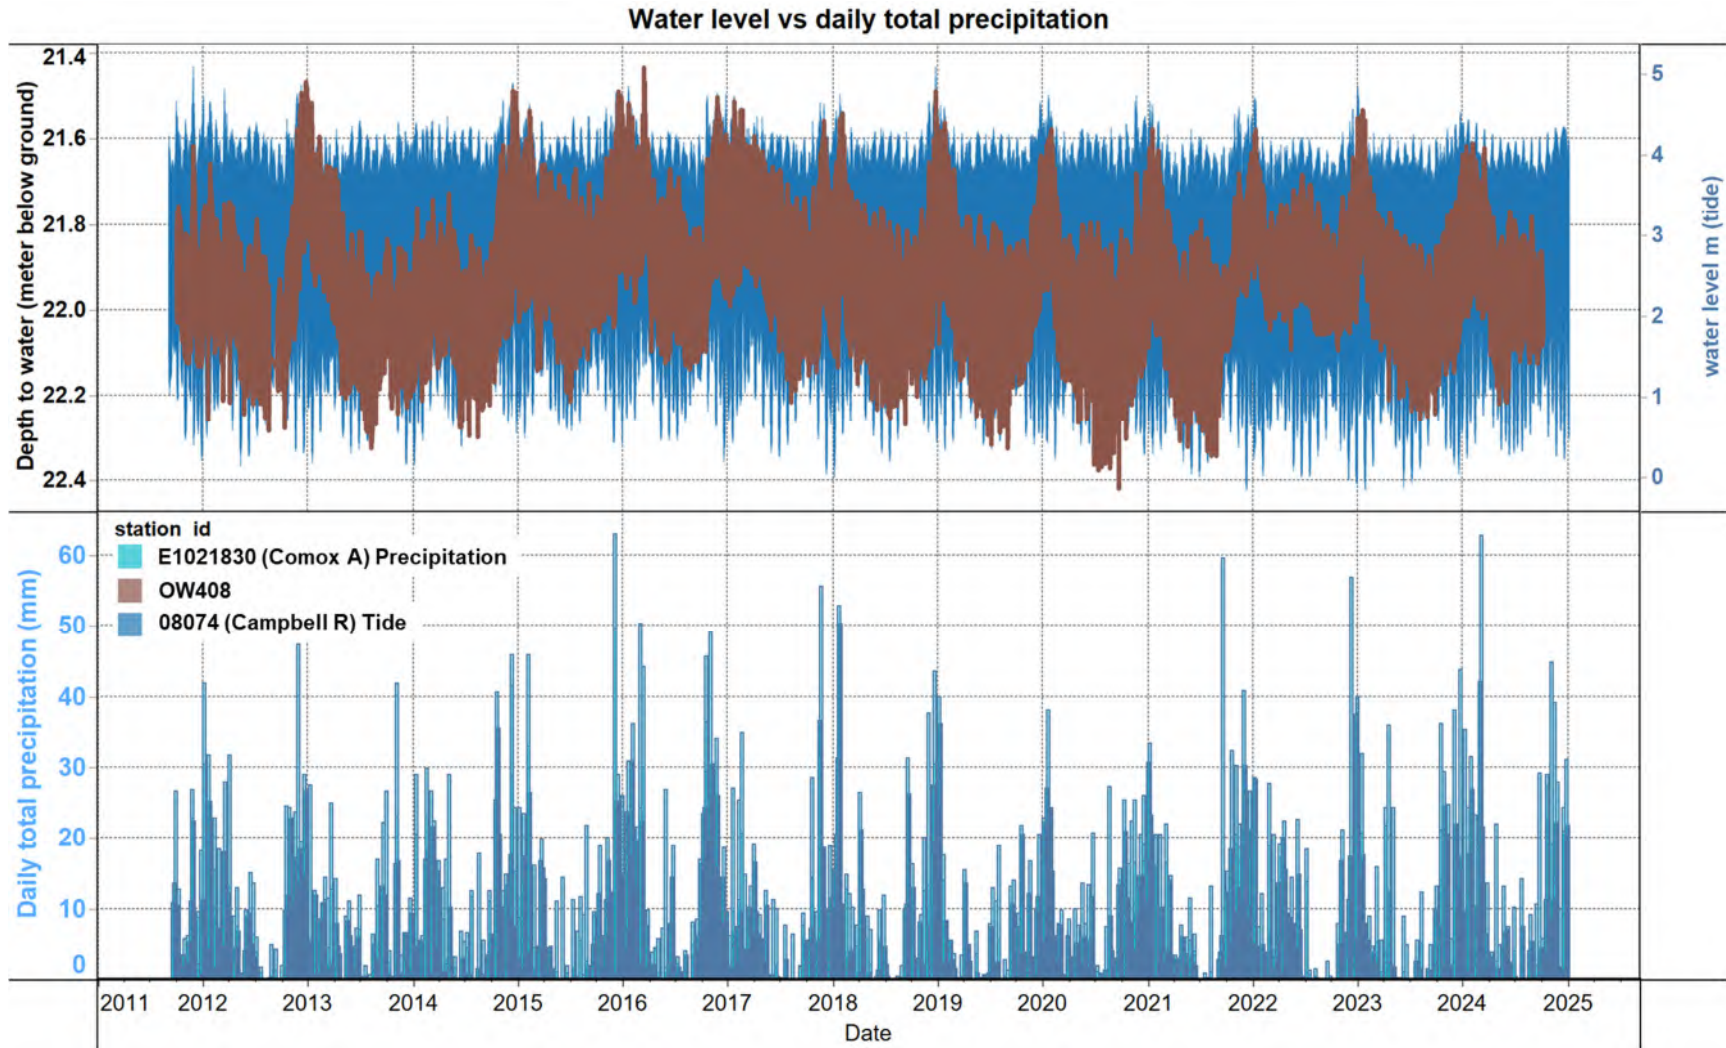 Water level vs daily total precipitation
Depth to water (meter below ground)
21.4
21.6
21.8
22.0
22.2
22.4
5
4
3
2
1
0
water level m (tide)
station_id
E1021830 (Comox A) Precipitation
OW408
08074 (Campbell R) Tide
Daily total precipitation (mm)
60
50
40
30
20
10
0
2011 2012 2013 2014 2015 2016 2017 2018 2019 2020 2021 2022 2023 2024 2025
Date